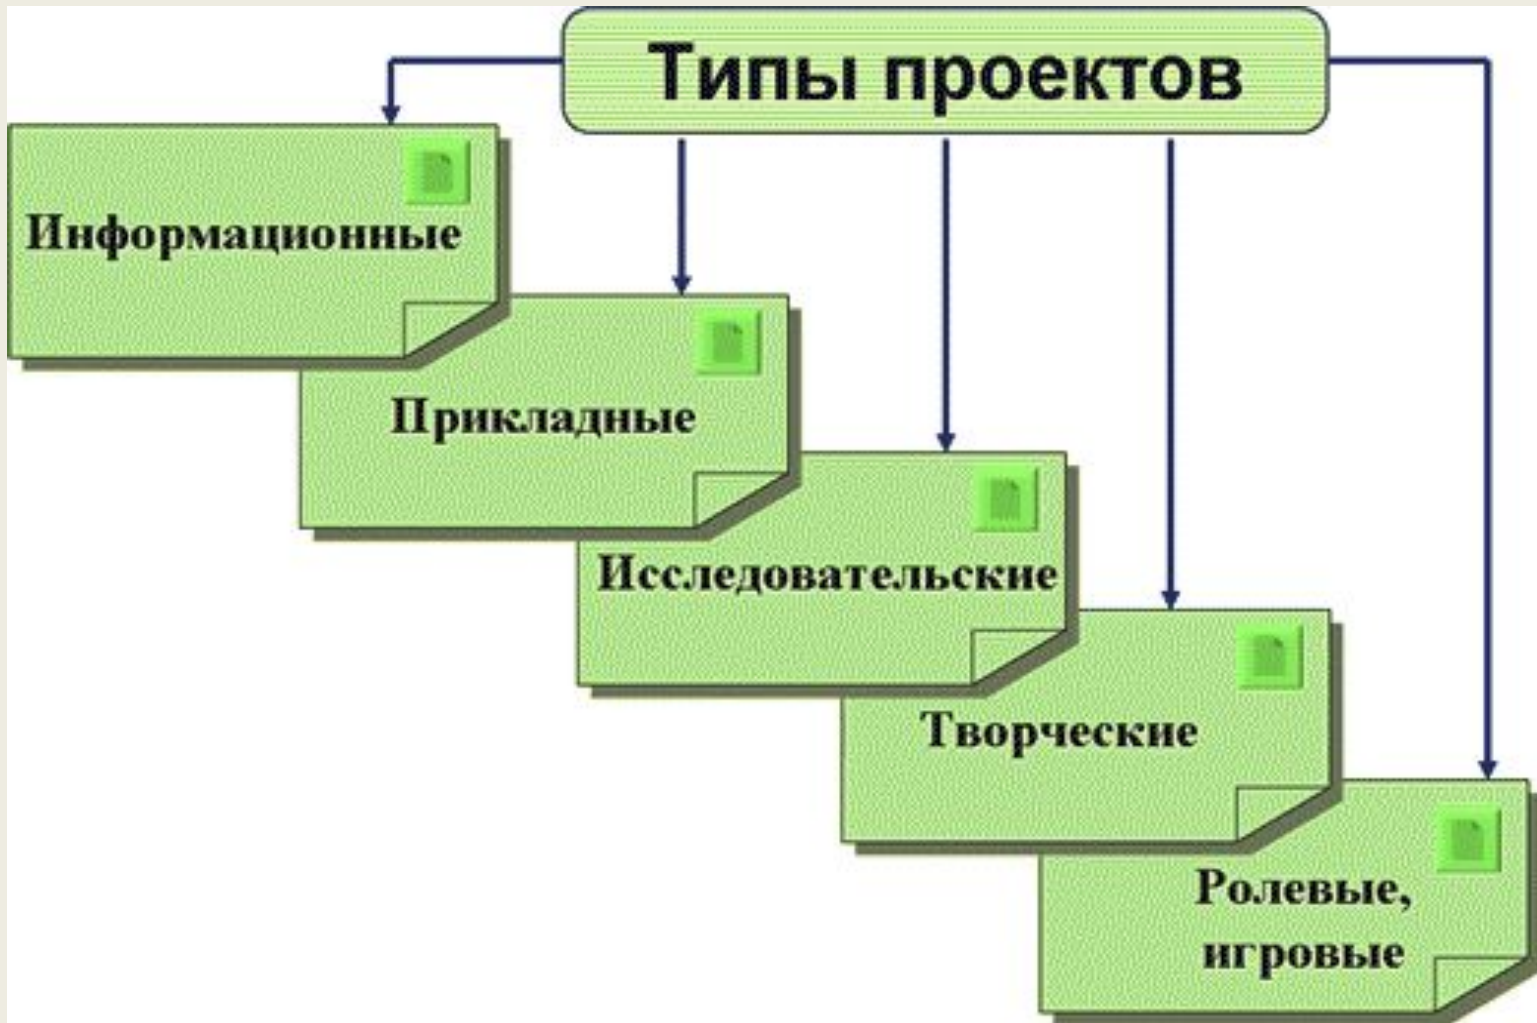 Типы проектов
Информационные
Прикладные
Исследовательские
Творческие
Ролевые,
игровые